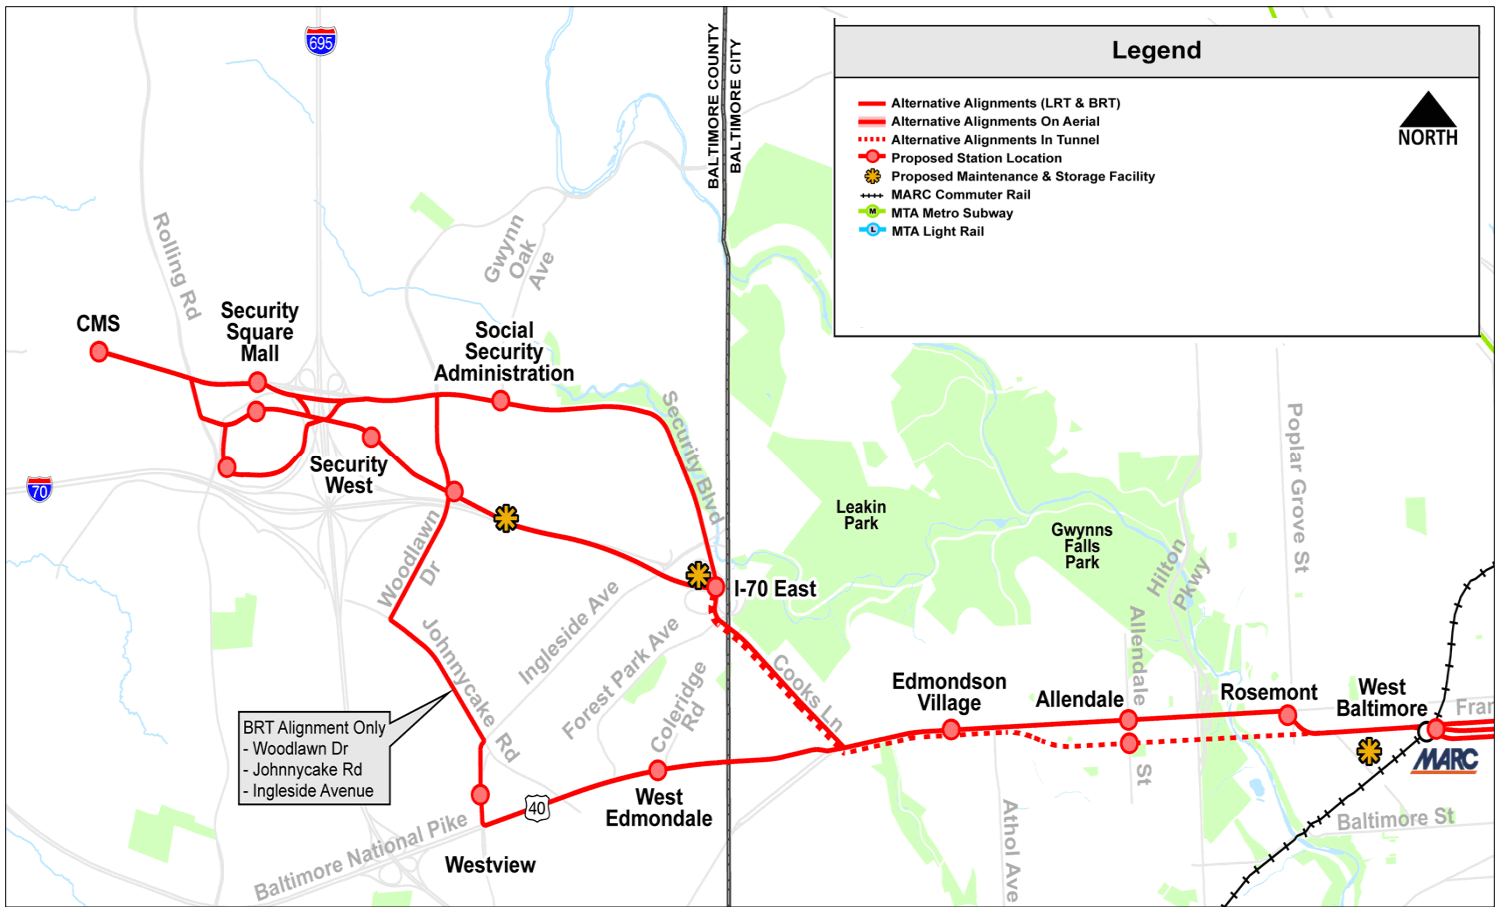 695
BALTIMORE COUNTY
BALTIMORE CITY
Legend
Alternative Alignments (LRT & BRT)
Alternative Alignments On Aerial
Alternative Alignments In Tunnel
Proposed Station Location
Proposed Maintenance & Storage Facility
MARC Commuter Rail
M
MTA Metro Subway
L
MTA Light Rail
NORTH
Rolling Rd
Gwynn
Oak
Ave
CMS
Security
Square
Mall
Social
Security
Administration
Security Blvd
Security
West
70
Woodlawn
Dr
Leakin
Park
Gwynns
Falls
Park
Hilton
Pkwy
Poplar Grove St
Allendale
St
I-70 East
Ingleside Ave
Forest Park Ave
Johnnycake
Rd
Coleridge
Rd
Cooks Ln
Edmondson
Village
Allendale
Rosemont
West
Baltimore
Fran
MARC
BRT Alignment Only
- Woodlawn Dr
- Johnnycake Rd
- Ingleside Avenue
40
West
Edmondale
Westview
Baltimore National Pike
Athol Ave
Baltimore St